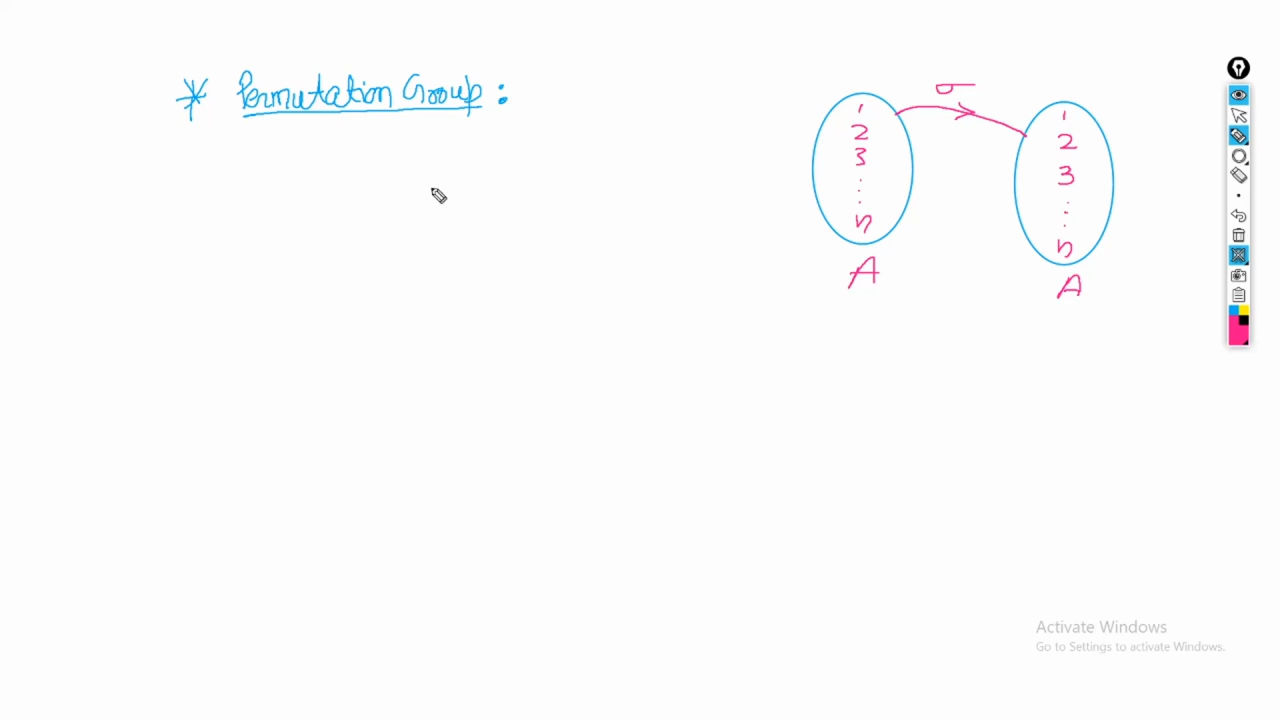 * Permutation Group :
σ
1
2
3
.
.
.
n
A
1
2
3
.
.
.
n
A
Activate Windows
Go to Settings to activate Windows.